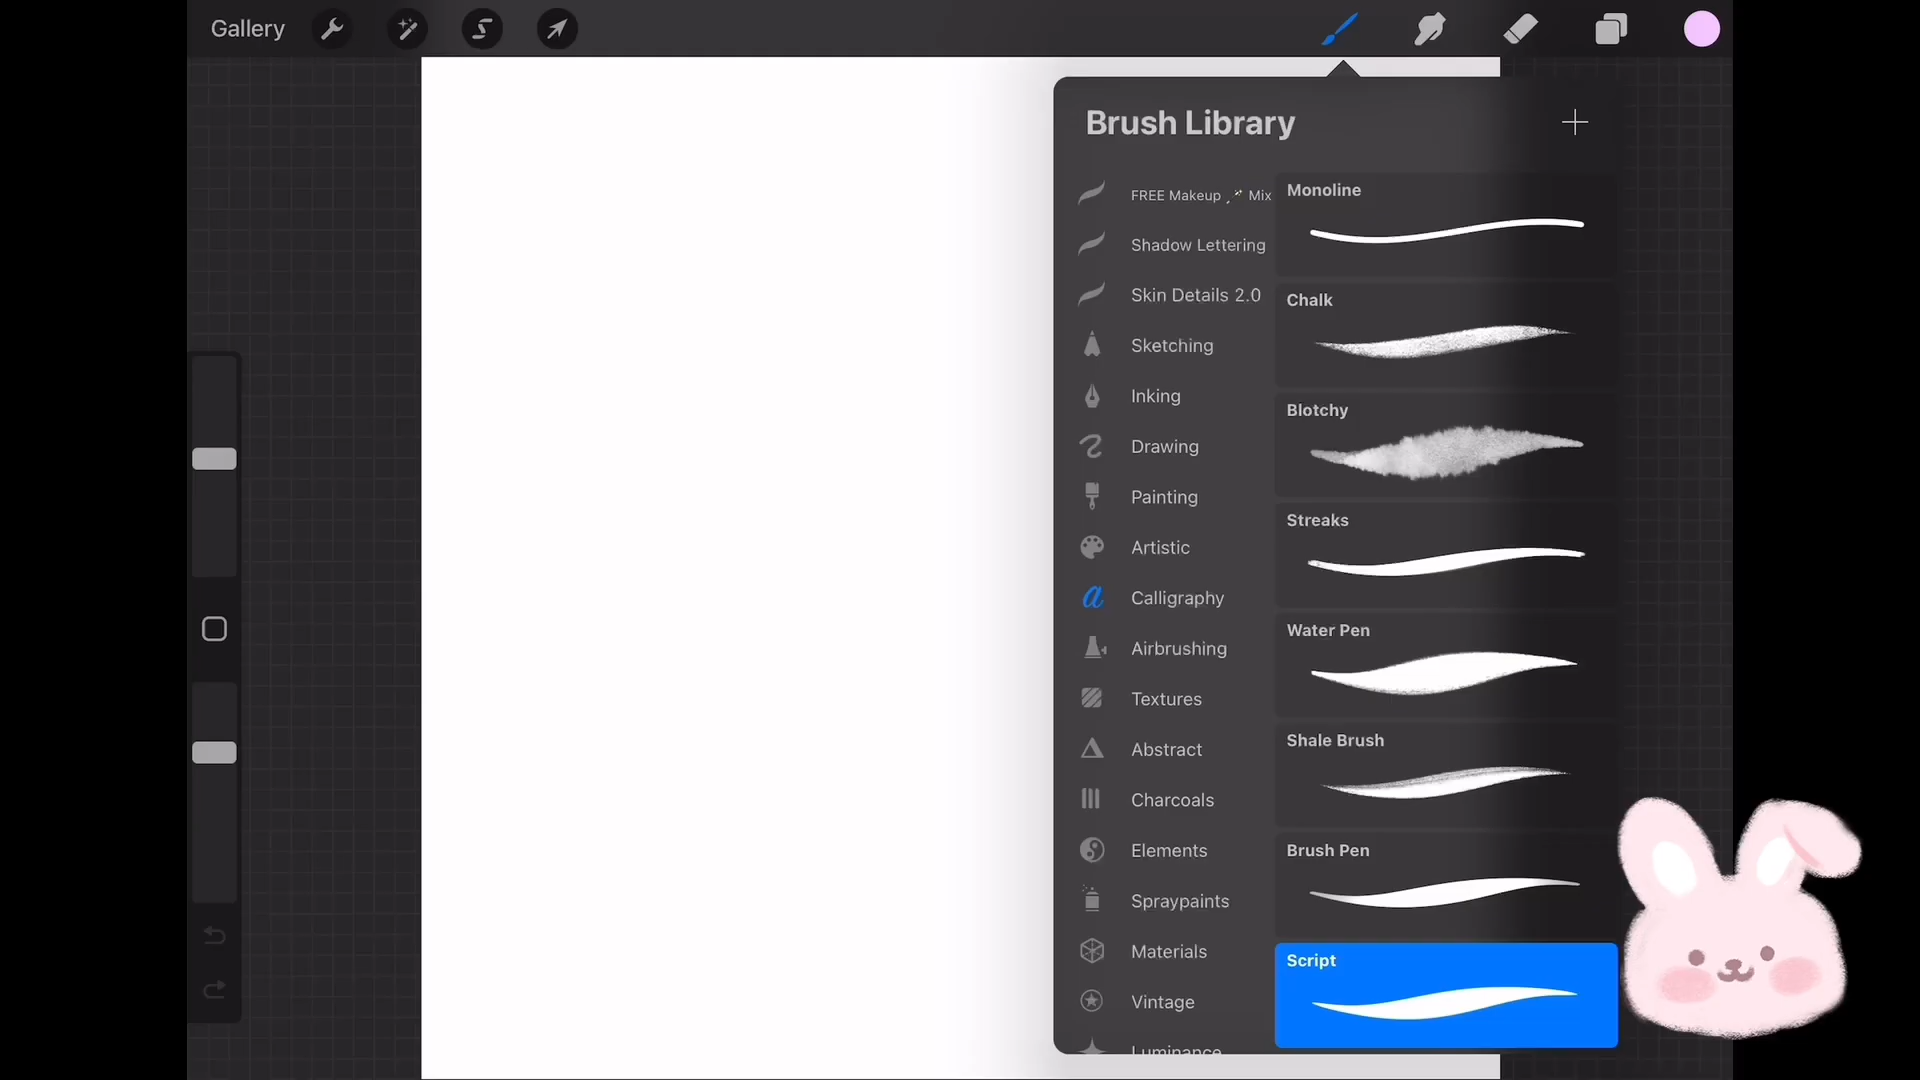 Gallery
Brush Library
FREE Makeup Mix
Shadow Lettering
Skin Details 2.0
Sketching
Inking
Drawing
Painting
Artistic
Calligraphy
Airbrushing
Textures
Abstract
Charcoals
Elements
Spraypaints
Materials
Vintage
Luminance
Monoline
Chalk
Blotchy
Streaks
Water Pen
Shale Brush
Brush Pen
Script